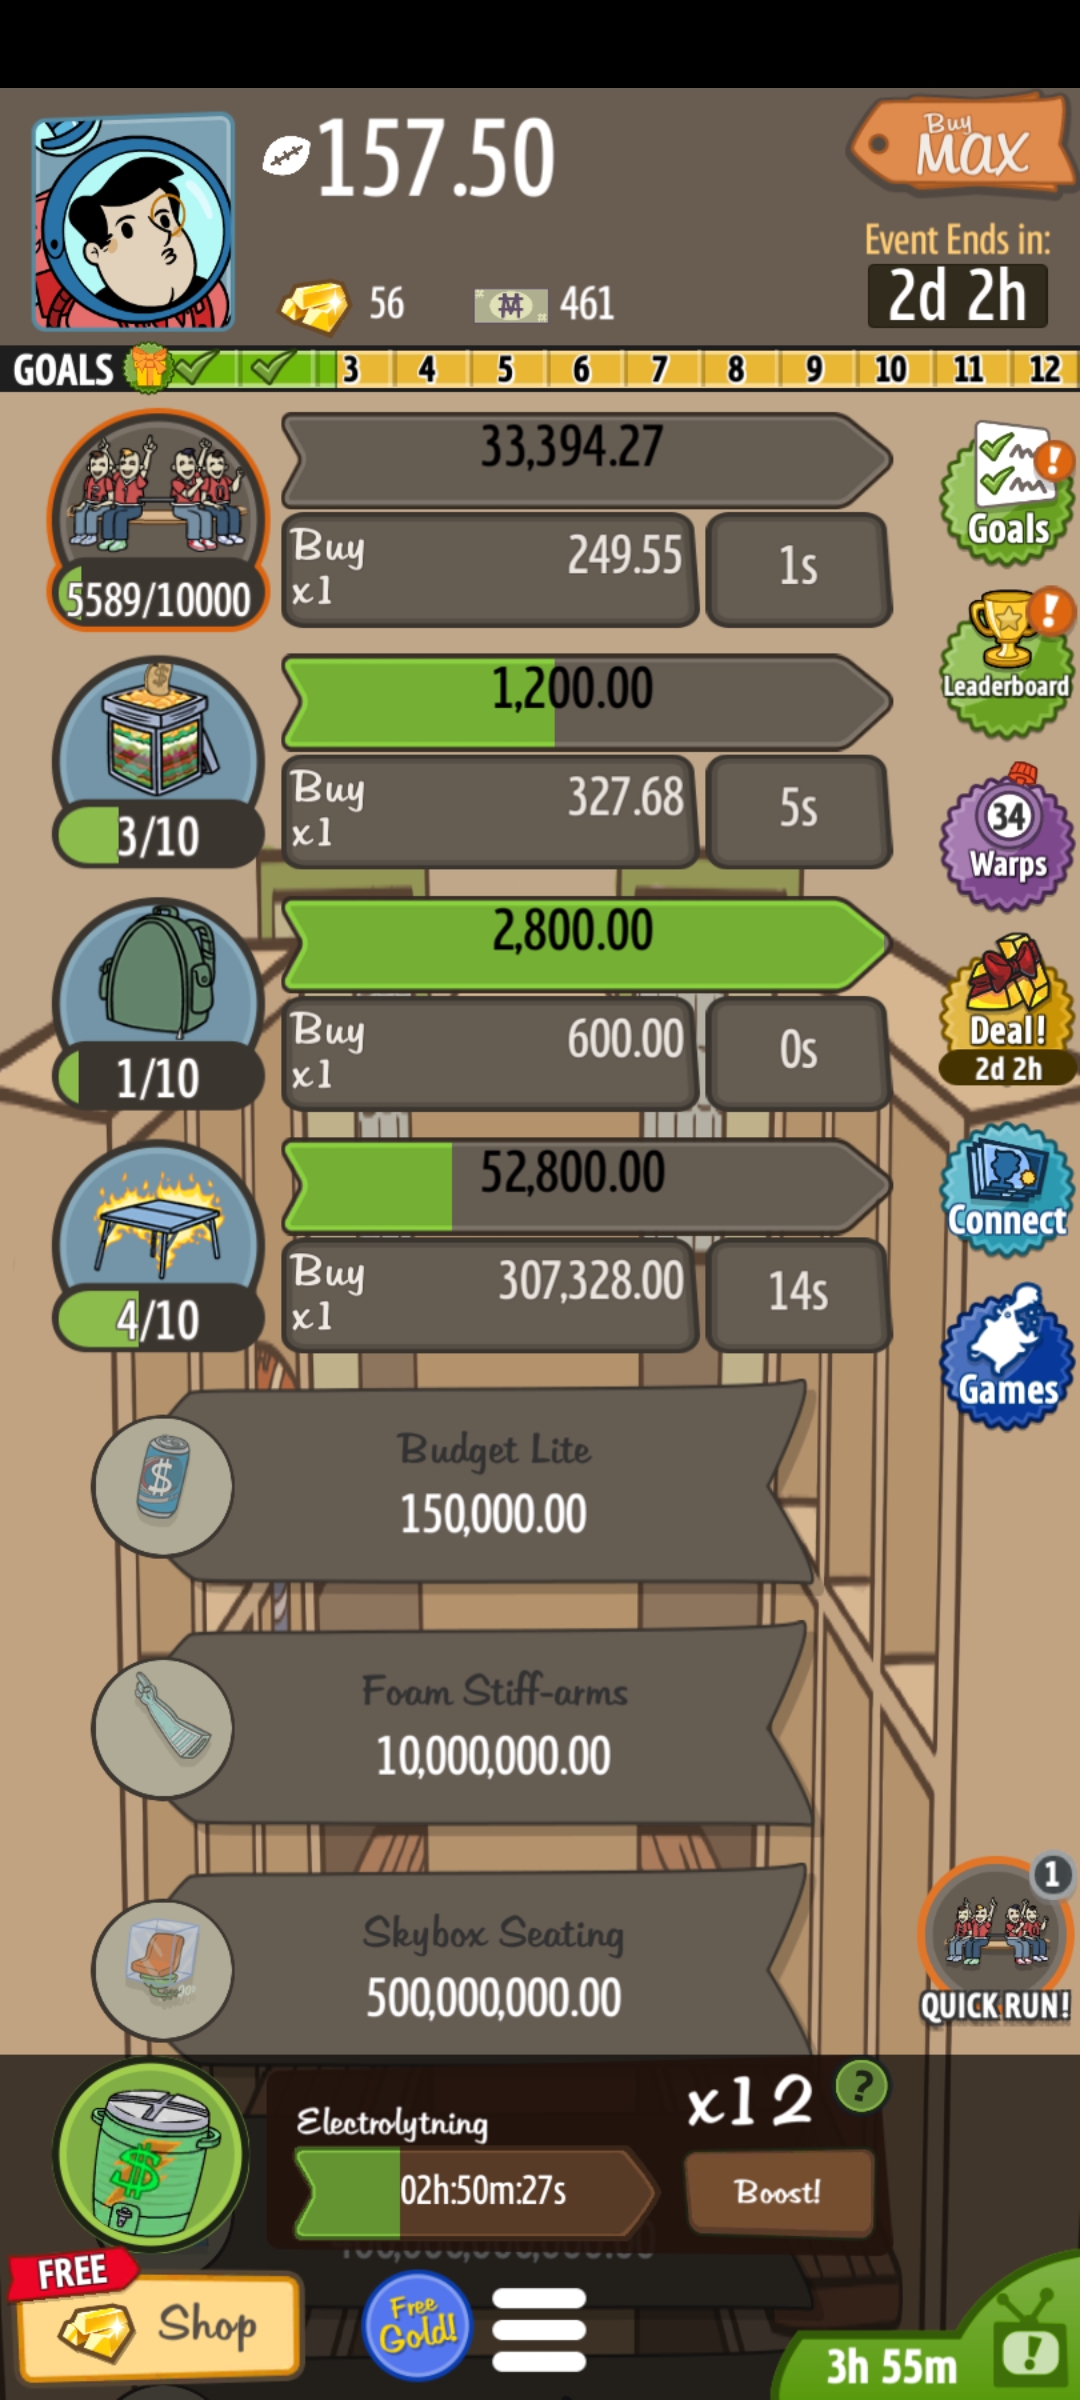 157.50
Buy
MAX
Event Ends in:
56
461
2d 2h
GOALS 3 4 5 6 7 8 9 10 11 12
33,394.27
Buy
x1
249.55
1s
5589/10000
Goals
1,200.00
Buy
x1
327.68
5s
3/10
Leaderboard
34
Warps
2,800.00
Buy
x1
600.00
0s
1/10
Deal!
2d 2h
52,800.00
Buy
x1
307,328.00
14s
4/10
Connect
Games
Budget Lite
150,000.00
Foam Stiff-arms
10,000,000.00
Skybox Seating
500,000,000.00
1
QUICK RUN!
Electrolytning
x12
?
02h:50m:27s
Boost!
FREE
Shop
Free
Gold!
3h 55m